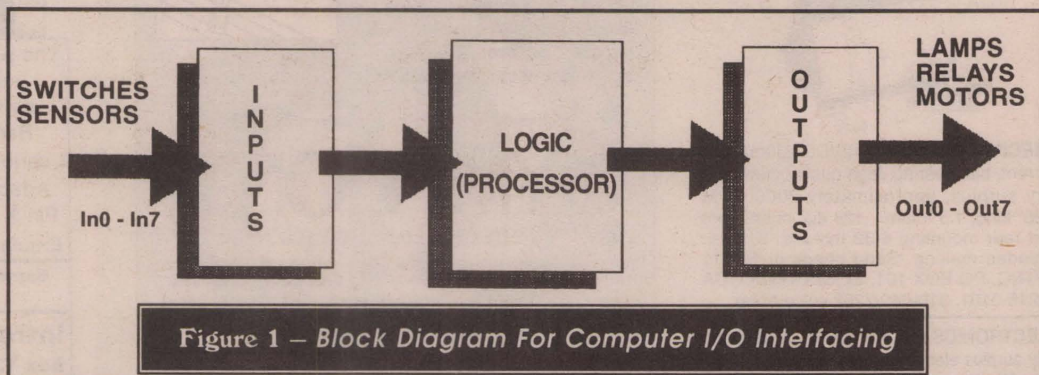 SWITCHES
SENSORS
In0 - In7
INPUTS
LOGIC
(PROCESSOR)
OUTPUTS
LAMPS
RELAYS
MOTORS
Out0 - Out7
Figure 1 – Block Diagram For Computer I/O Interfacing